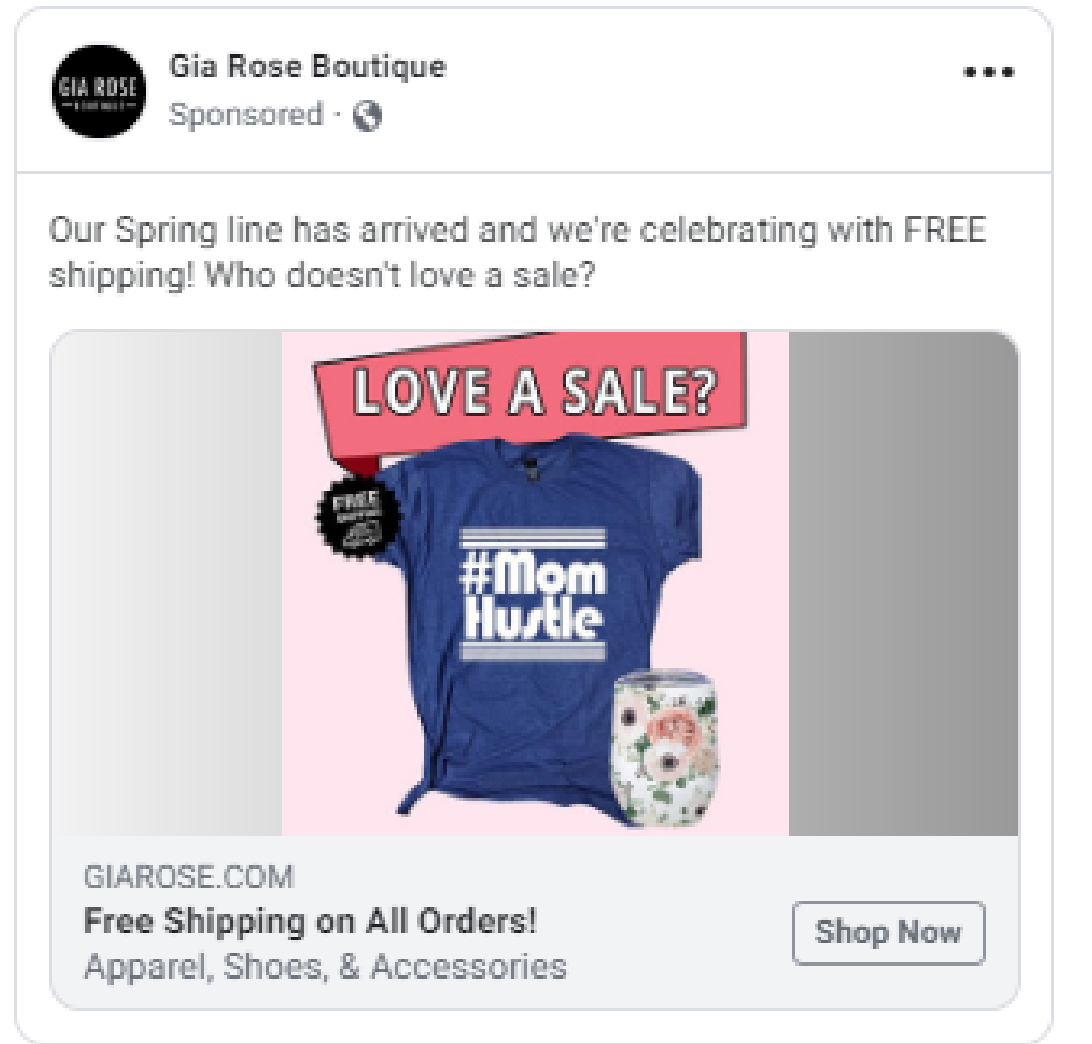 GIA ROSE
BOUTIQUE
Gia Rose Boutique
Sponsored ·
Our Spring line has arrived and we're celebrating with FREE
shipping! Who doesn't love a sale?
LOVE A SALE?
FREE
SHIPPING
#Mom
Hustle
GIAROSE.COM
Free Shipping on All Orders!
Apparel, Shoes, & Accessories
Shop Now